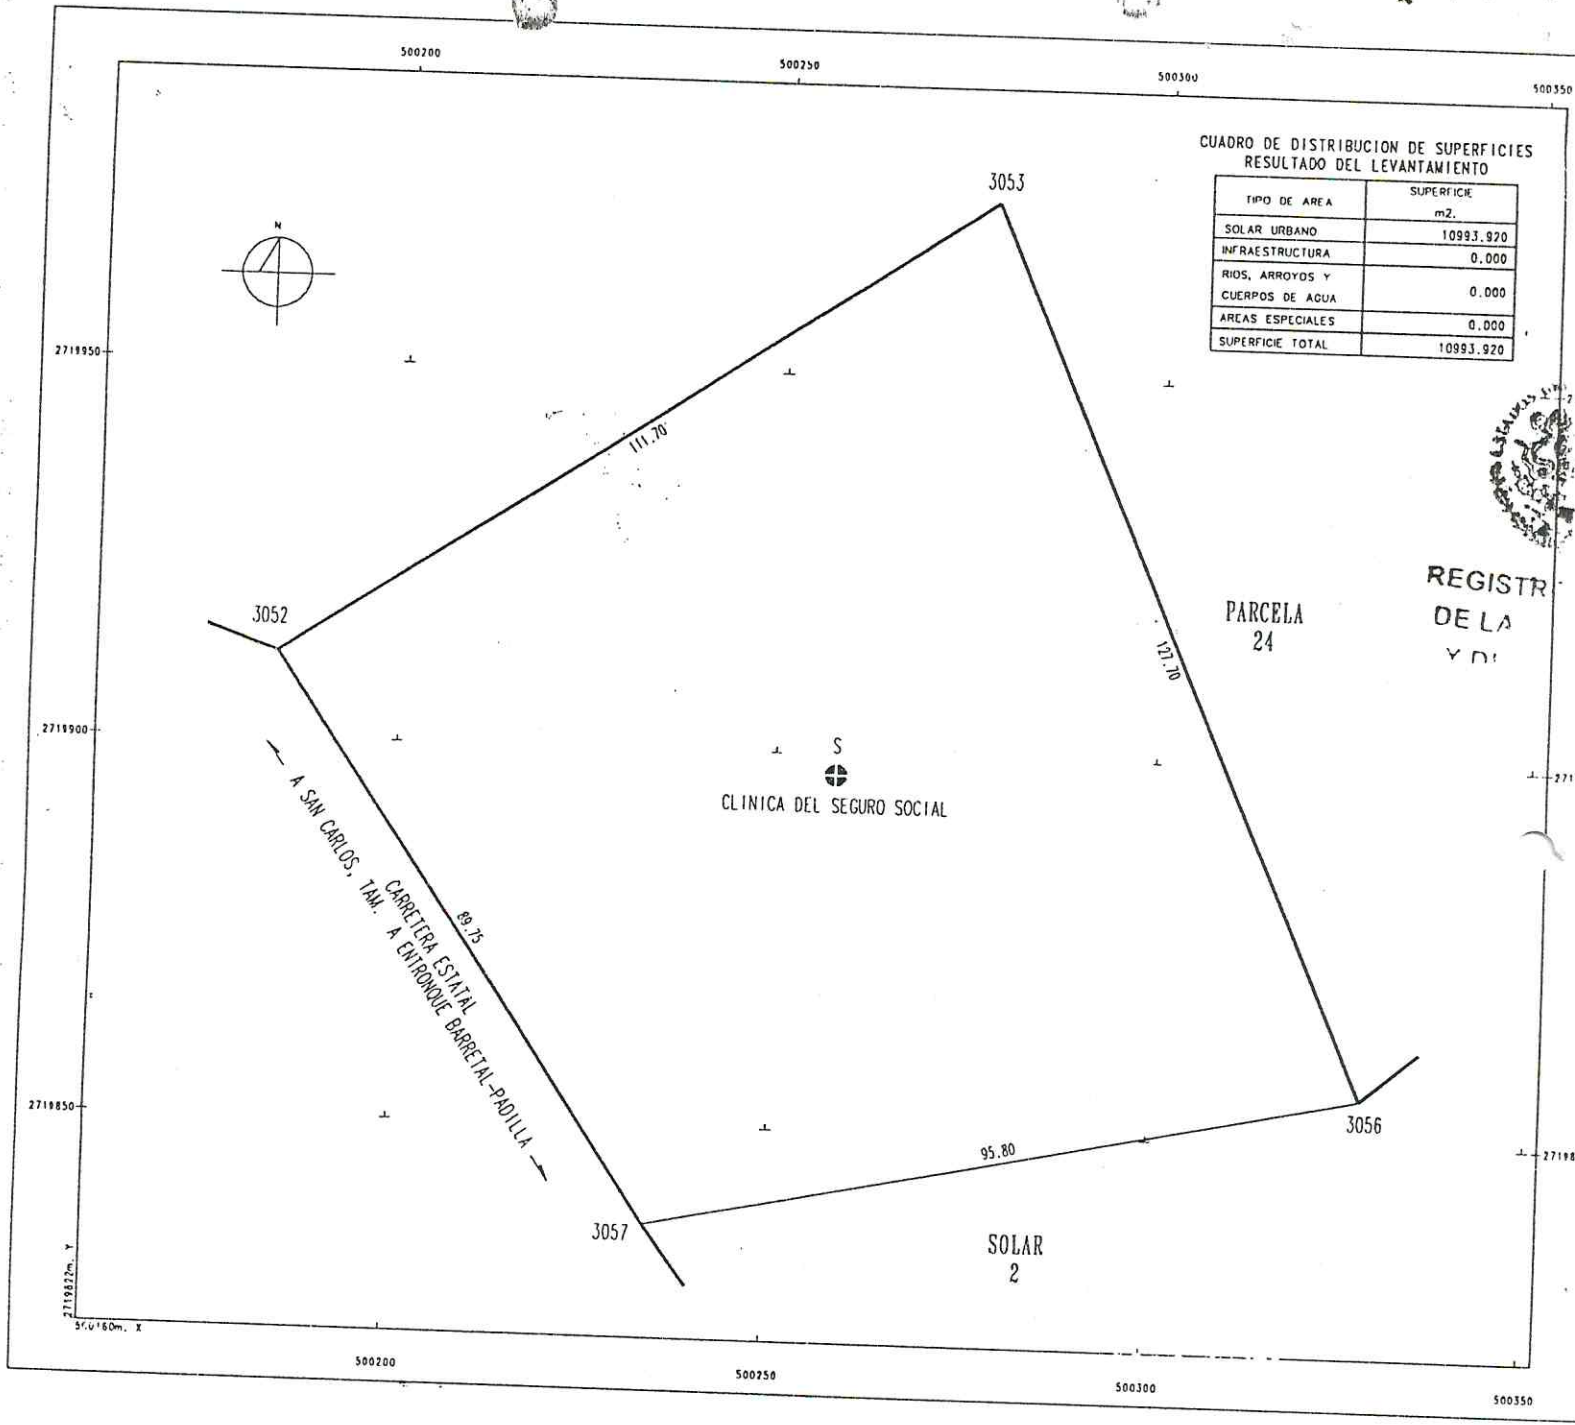 500200
500250
500300
500350
CUADRO DE DISTRIBUCION DE SUPERFICIES
RESULTADO DEL LEVANTAMIENTO
TIPO DE AREA
SUPERFICIE
m2.
SOLAR URBANO 10993.920
INFRAESTRUCTURA 0.000
RIOS, ARROYOS Y
CUERPOS DE AGUA 0.000
AREAS ESPECIALES 0.000
SUPERFICIE TOTAL 10993.920
3053
N
2719950
111.70
3052
REGISTR
DE LA
PARCELA
24
127.70
2719900
S
CLINICA DEL SEGURO SOCIAL
271
A SAN CARLOS, TAM.
CARRETERA ESTATAL
A ENTRONQUE BARRETAL-PADILLA
89.75
2719850
3056
95.80
27198
3057
SOLAR
2
2719822m. Y
500160m. X
500200
500250
500300
500350